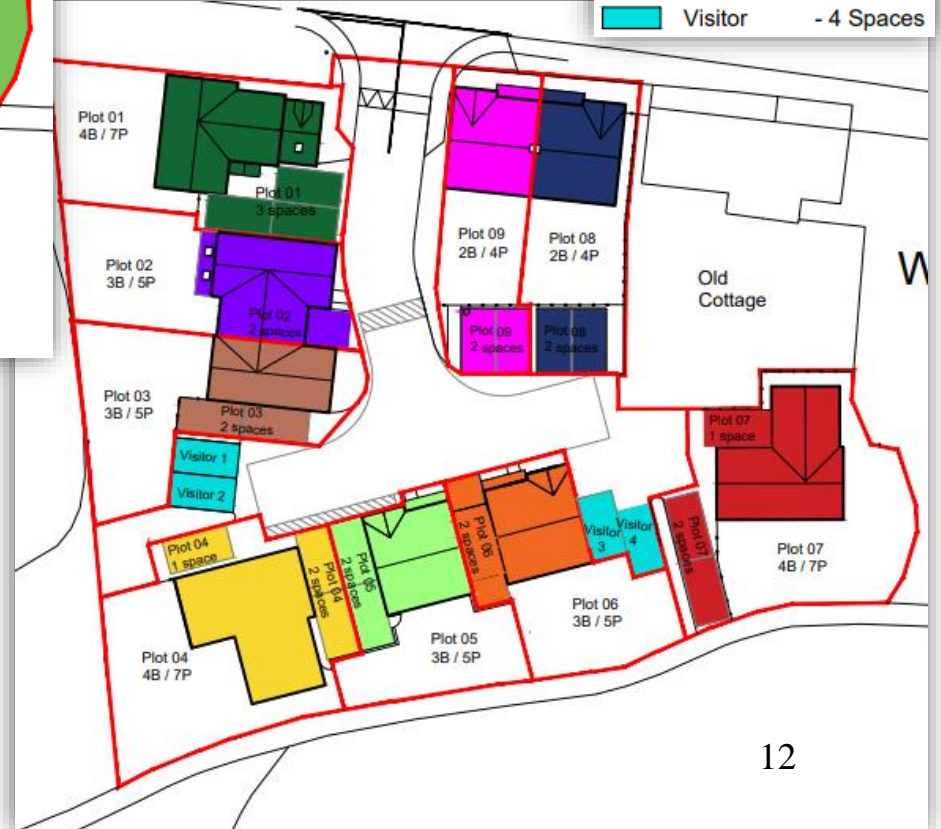 Visitor - 4 Spaces
Plot 01
4B / 7P
Plot 01
3 spaces
Plot 02
3B / 5P
Plot 02
2 spaces
Plot 09
2B / 4P
Plot 08
2B / 4P
Old
Cottage
W
Plot 09
2 spaces
Plot 08
2 spaces
Plot 03
3B / 5P
Plot 03
2 spaces
Plot 07
1 space
Visitor 1
Visitor 2
Plot 04
1 space
Plot 04
2 spaces
Plot 05
2 spaces
Plot 06
2 spaces
Visitor
3
Visitor
4
Plot 07
2 spaces
Plot 07
4B / 7P
Plot 06
3B / 5P
Plot 05
3B / 5P
Plot 04
4B / 7P
12